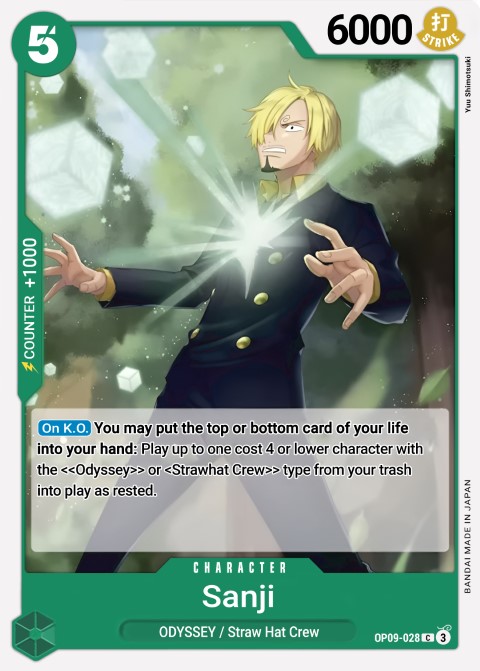 5
6000
打
STRIKE
Yuu Shimotsuki
COUNTER +1000
On K.O. You may put the top or bottom card of your life
into your hand: Play up to one cost 4 or lower character with
the <<Odyssey>> or <Strawhat Crew>> type from your trash
into play as rested.
BANDAI MADE IN JAPAN
CHARACTER
Sanji
ODYSSEY / Straw Hat Crew
OP09-028 C 3